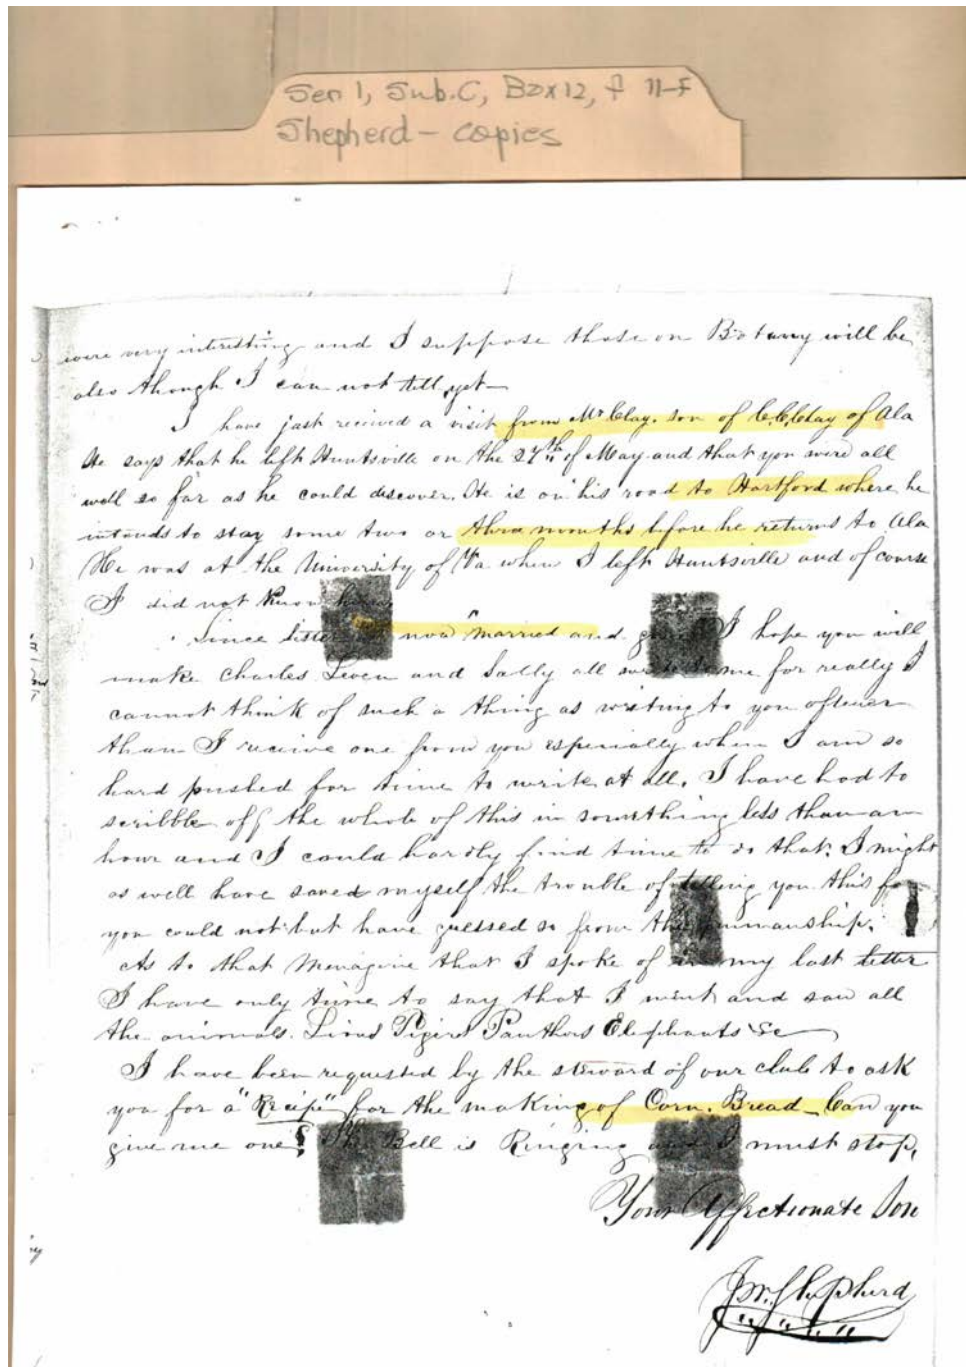 Ser 1, Sub.C, Box 12, f 11-F
Shepherd - copies
were very interesting and I suppose those on Botany will be
also though I can not tell yet—
I have just received a visit from Mr Clay. son of C.C.Clay of Ala
He says that he left Huntsville on the 27th of May and that you were all
well so far as he could discover. He is on his road to Hartford where he
intends to stay some two or three months before he returns to Ala
He was at the University of Va when I left Huntsville and of course
I did not know him
Since now "married and I hope you will
make Charles Leven and Sally all write to me for really I
cannot think of such a thing as writing to you oftener
than I receive one from you especially when I am so
hard pushed for time to write at all. I have had to
scribble off the whole of this in something less than an
hour and I could hardly find time to do that. I might
as well have saved myself the trouble of telling you this for
you could not but have guessed so from the penmanship.
As to that Menagine that I spoke of in my last letter
I have only time to say that I went and saw all
the animals. Lions Tigers Panthers Elephants &c
I have been requested by the steward of our club to ask
you for a "Recipe" for the making of Corn. Bread - Can you
give me one? The Bell is Ringing and I must stop,
Your Affectionate Son
Jno. Shepherd